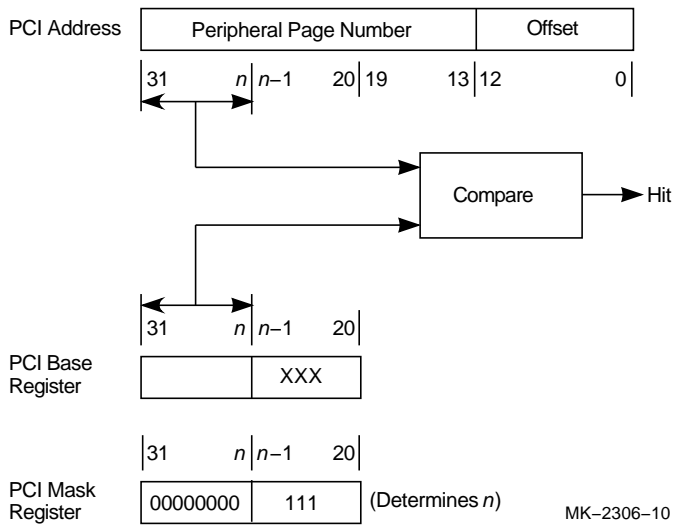 PCI Address Peripheral Page Number Offset
31 n n–1 20 19 13 12 0
Compare Hit
31 n n–1 20
PCI Base Register XXX
31 n n–1 20
PCI Mask Register 00000000 111 (Determines n)
MK–2306–10